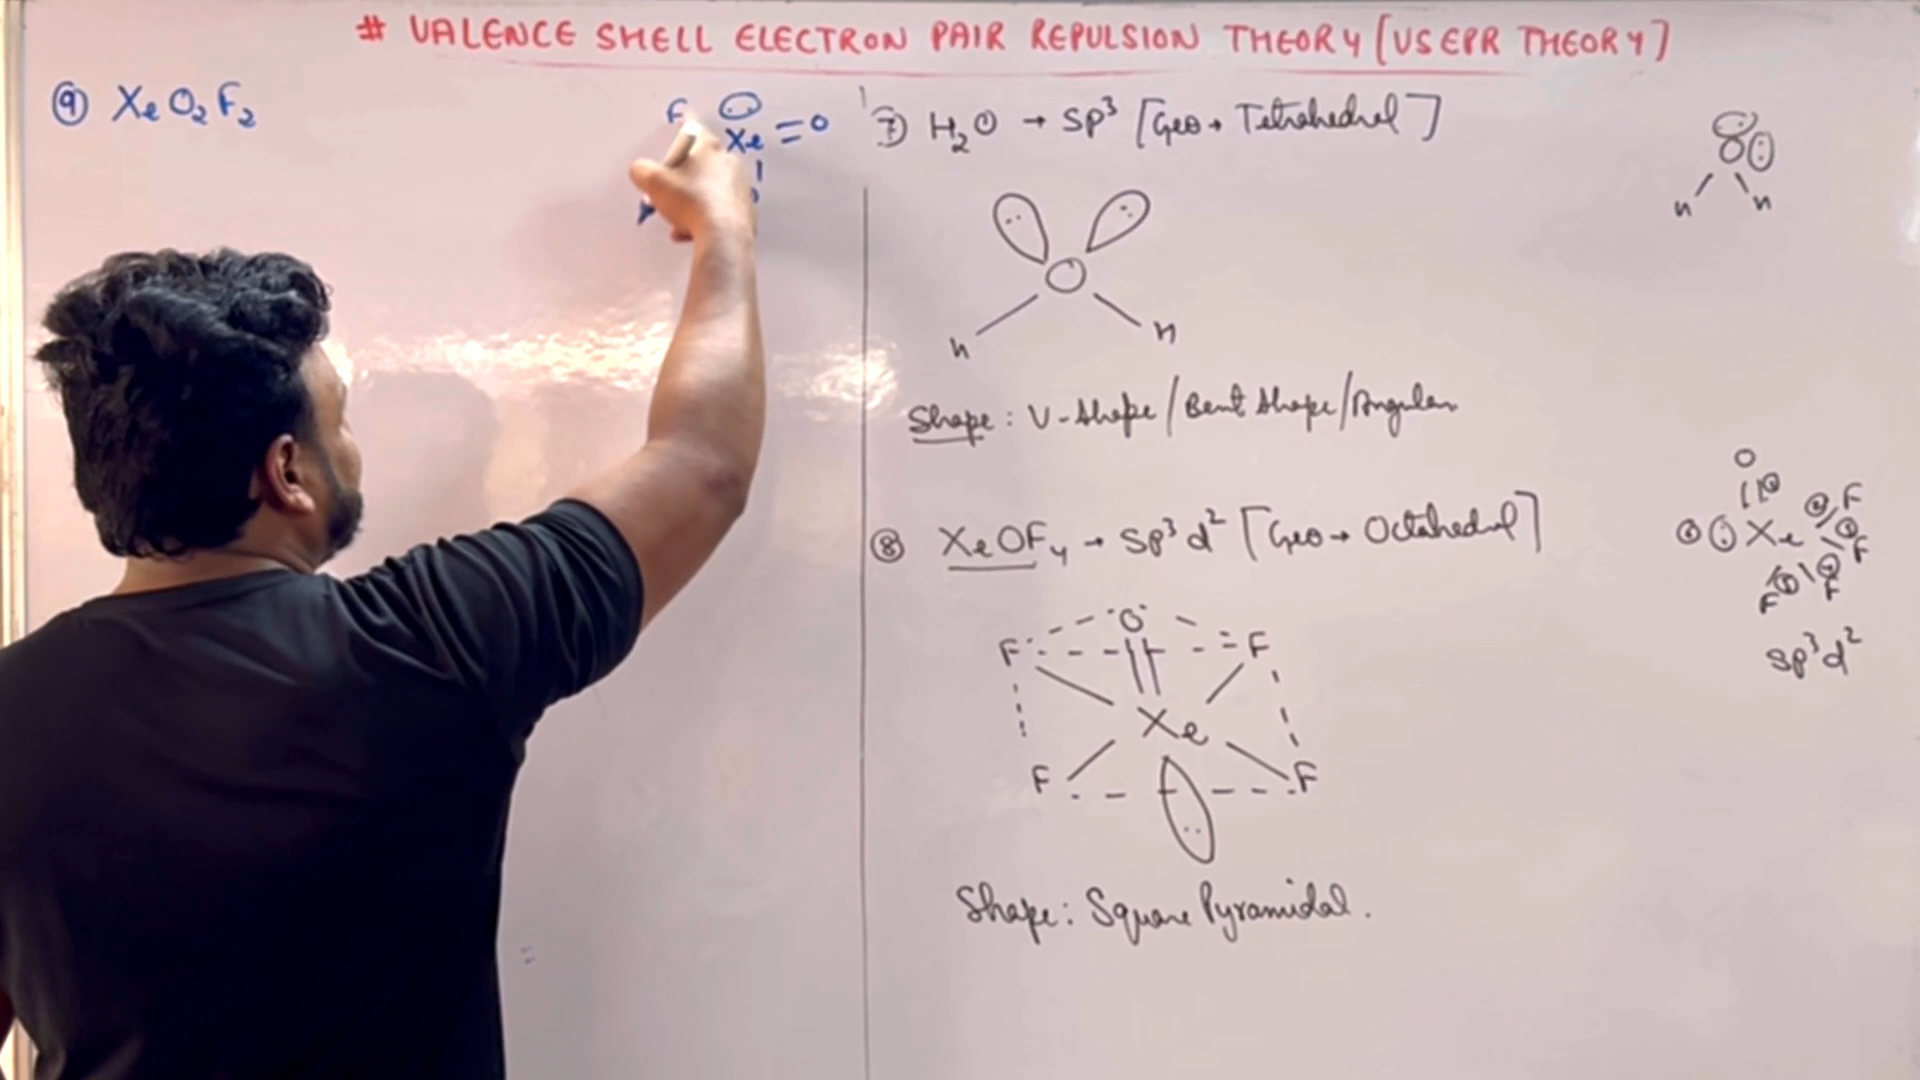 # VALENCE SHELL ELECTRON PAIR REPULSION THEORY [VSEPR THEORY]
⑨ XeO₂F₂
F
Xe = O
⑦ H₂O → sp³ [Geo → Tetrahedral]
O
H H
O
H H
Shape: V-shape / Bent shape / Angular
⑧ XeOF₄ → sp³d² [Geo → Octahedral]
O
F F
Xe
F F
Shape: Square Pyramidal.
O
F
Xe
F
F F
sp³d²